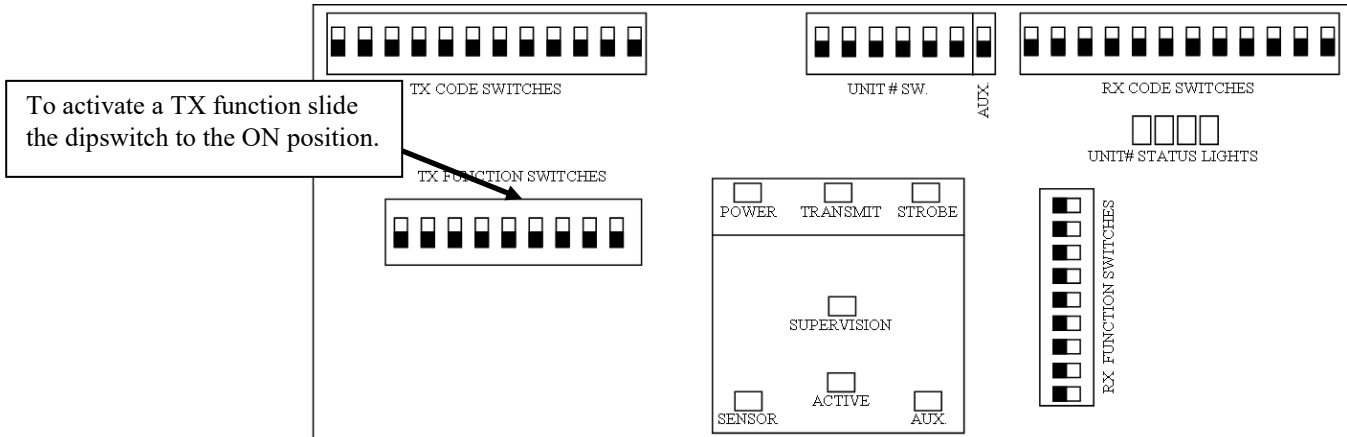 TX CODE SWITCHES
UNIT # SW.
AUX.
RX CODE SWITCHES
To activate a TX function slide
the dipswitch to the ON position.
UNIT# STATUS LIGHTS
TX FUNCTION SWITCHES
POWER
TRANSMIT
STROBE
SUPERVISION
SENSOR
ACTIVE
AUX.
RX FUNCTION SWITCHES